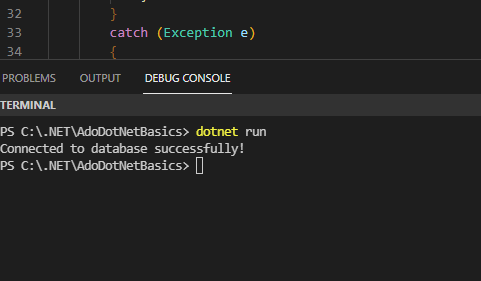 32 }
33 catch (Exception e)
34 {
PROBLEMS OUTPUT DEBUG CONSOLE
TERMINAL
PS C:\.NET\AdoDotNetBasics> dotnet run
Connected to database successfully!
PS C:\.NET\AdoDotNetBasics>